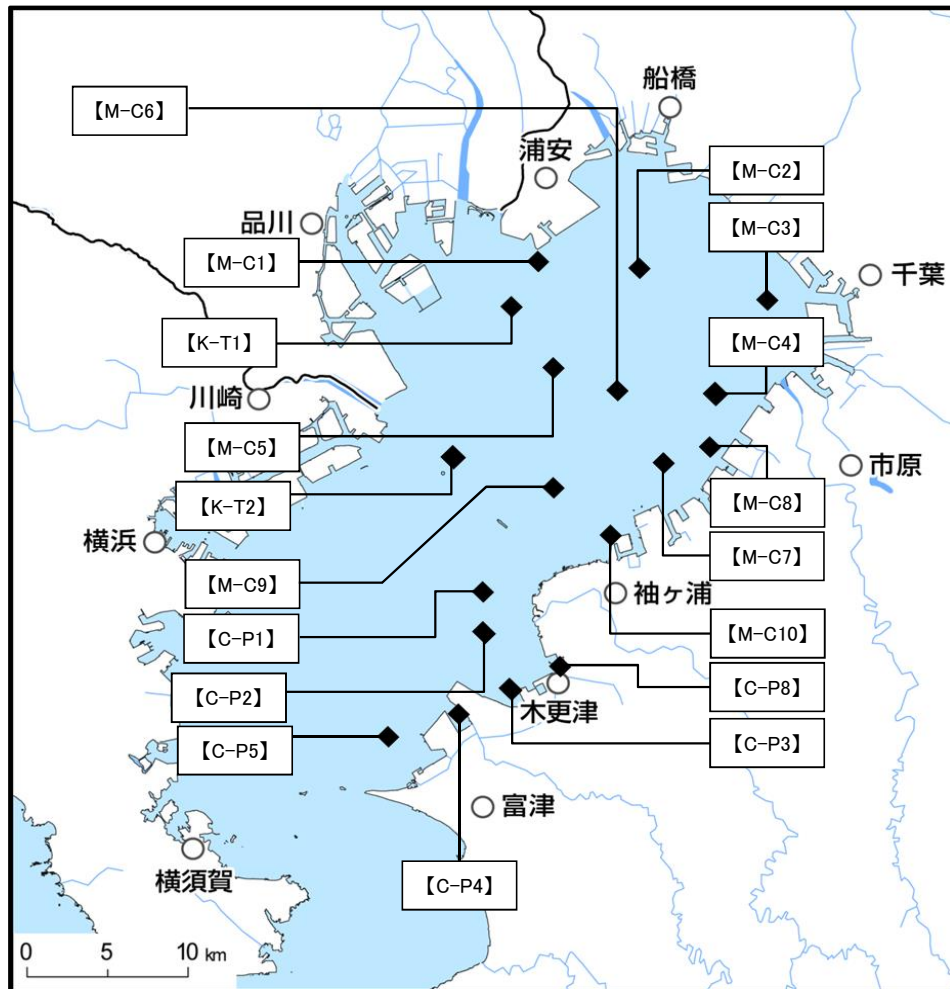 船橋
【M-C6】
浦安
【M-C2】
品川
【M-C3】
【M-C1】
千葉
【K-T1】
【M-C4】
川崎
【M-C5】
市原
【K-T2】
【M-C8】
横浜
【M-C7】
【M-C9】
袖ヶ浦
【C-P1】
【M-C10】
【C-P2】
【C-P8】
木更津
【C-P5】
【C-P3】
富津
横須賀
【C-P4】
0 5 10 km